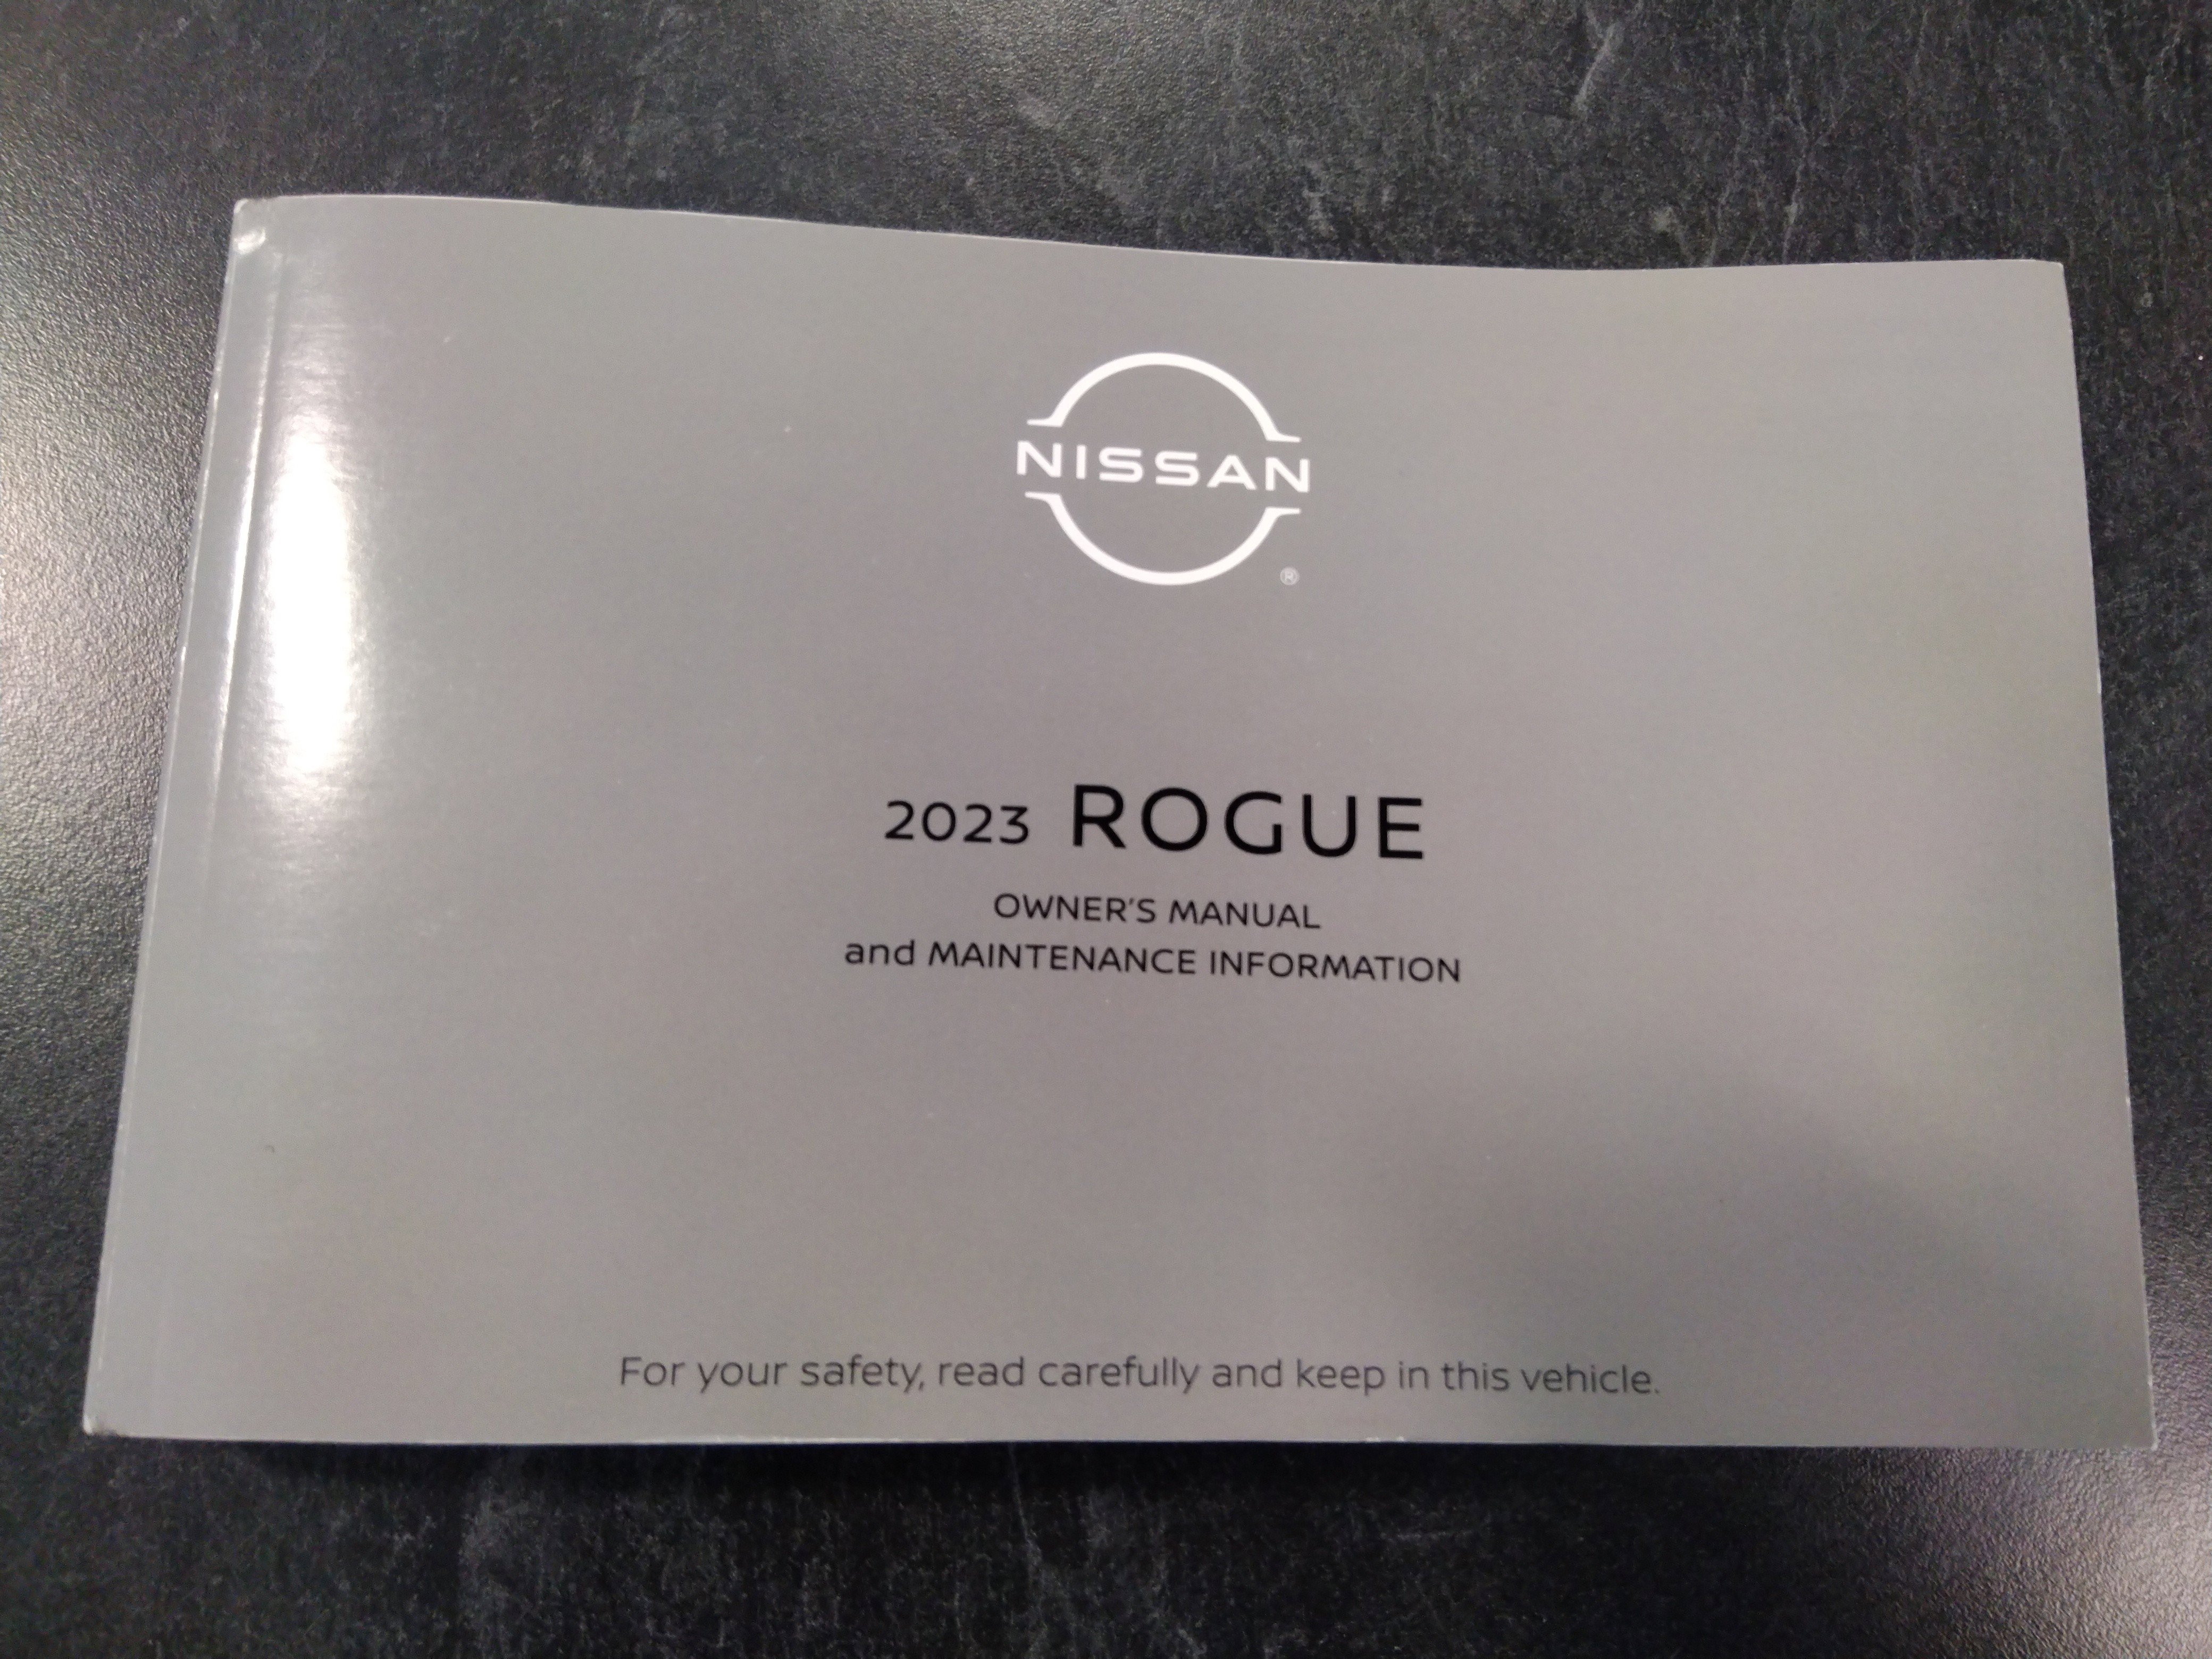 NISSAN
®
2023 ROGUE
OWNER'S MANUAL
and MAINTENANCE INFORMATION
For your safety, read carefully and keep in this vehicle.